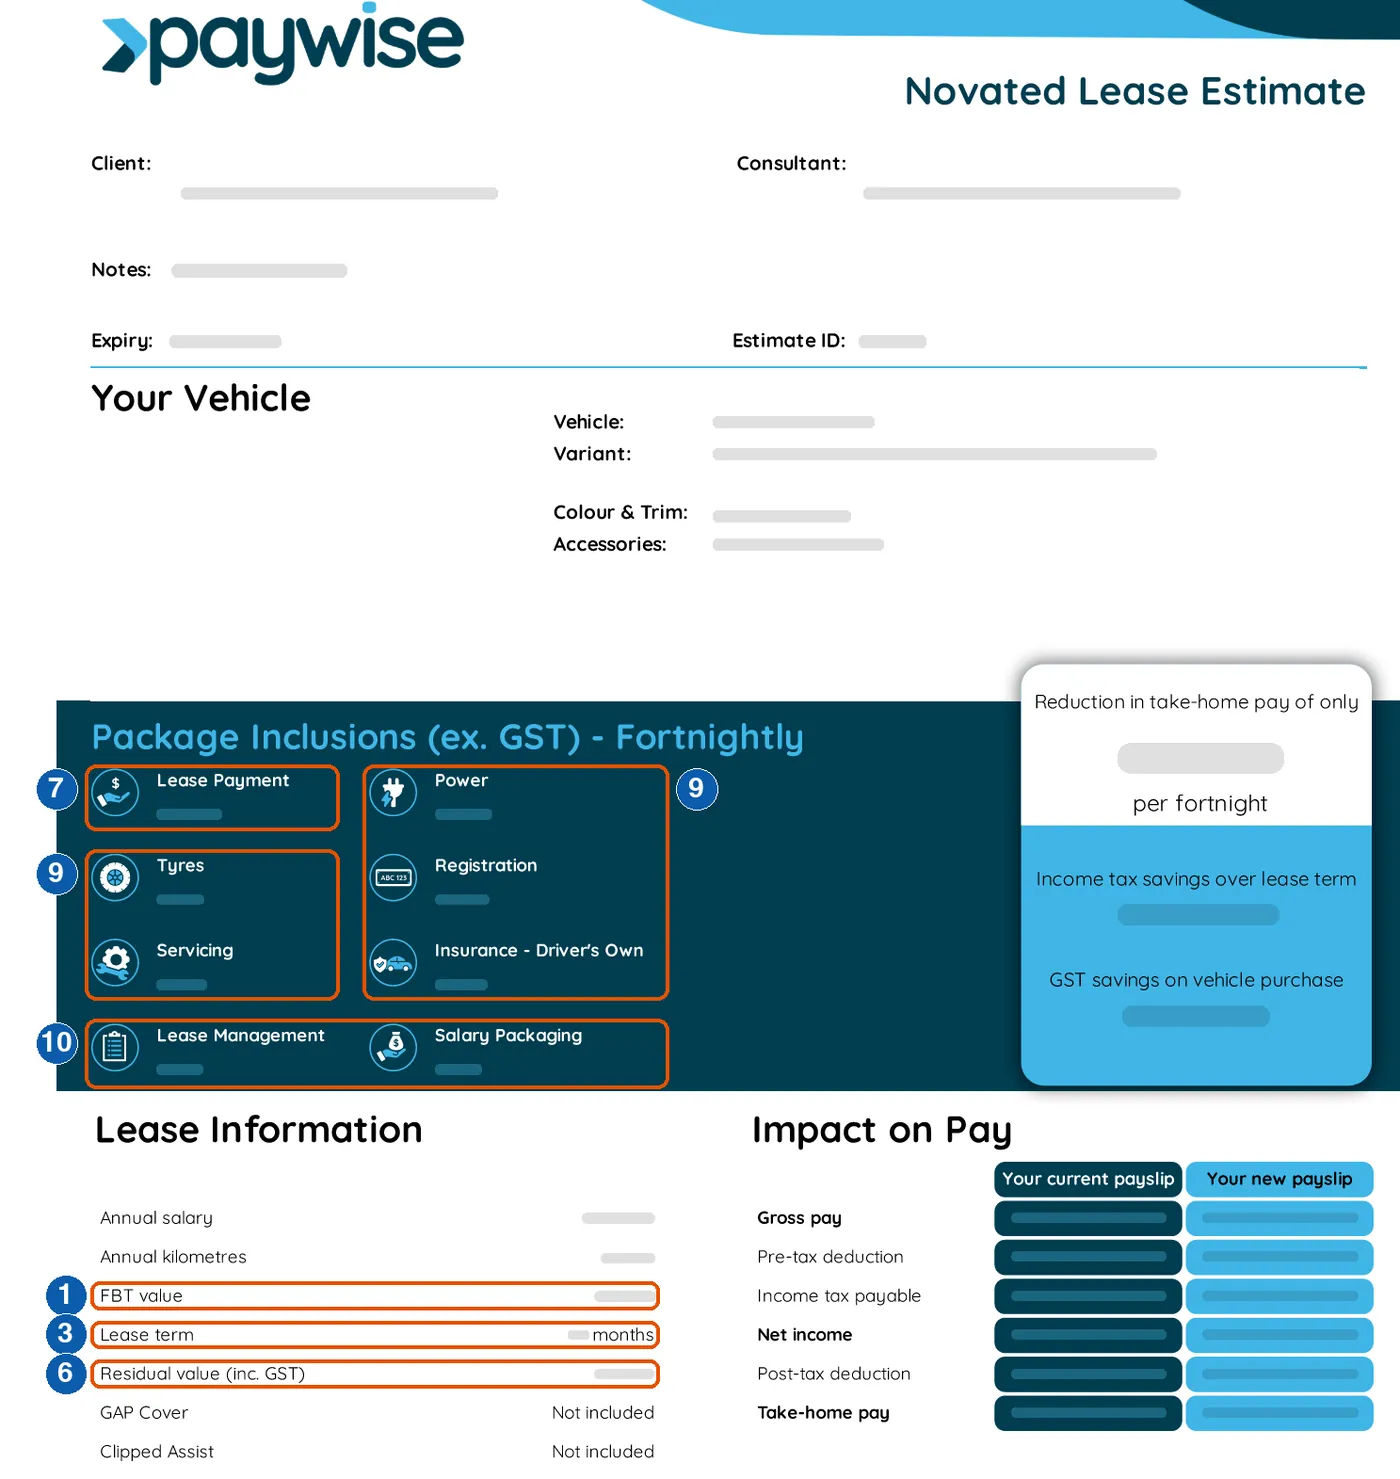 paywise
Novated Lease Estimate
Client:
Consultant:
Notes:
Expiry:
Estimate ID:
Your Vehicle
Vehicle:
Variant:
Colour & Trim:
Accessories:
Reduction in take-home pay of only
per fortnight
Income tax savings over lease term
GST savings on vehicle purchase
Package Inclusions (ex. GST) - Fortnightly
7 $ Lease Payment
Power 9
9 Tyres
ABC 123 Registration
Servicing
Insurance - Driver's Own
10 Lease Management
$ Salary Packaging
Lease Information
Annual salary
Annual kilometres
1 FBT value
3 Lease term months
6 Residual value (inc. GST)
GAP Cover Not included
Clipped Assist Not included
Impact on Pay
Your current payslip Your new payslip
Gross pay
Pre-tax deduction
Income tax payable
Net income
Post-tax deduction
Take-home pay